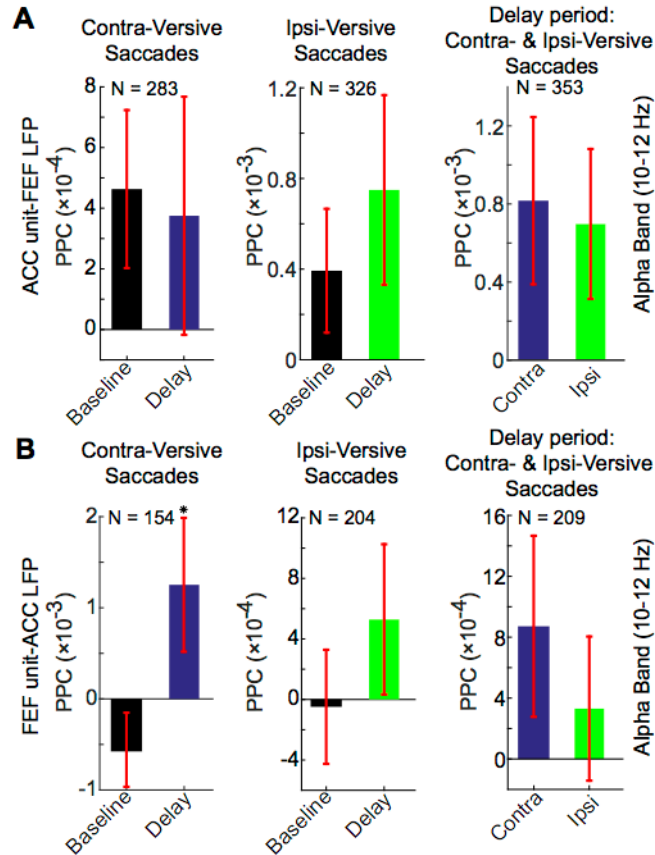 A
Contra-Versive
Saccades
Ipsi-Versive
Saccades
Delay period:
Contra- & Ipsi-Versive
Saccades
ACC unit-FEF LFP
PPC (×10-4)
8
6
4
2
0
N = 283
Baseline
Delay
PPC (×10-3)
1.2
0.8
0.4
0
N = 326
Baseline
Delay
PPC (×10-3)
1.2
0.8
0.4
0
N = 353
Contra
Ipsi
Alpha Band (10-12 Hz)
B
Contra-Versive
Saccades
Ipsi-Versive
Saccades
Delay period:
Contra- & Ipsi-Versive
Saccades
FEF unit-ACC LFP
PPC (×10-3)
2
1
0
-1
N = 154 *
Baseline
Delay
PPC (×10-4)
12
8
4
0
-4
N = 204
Baseline
Delay
PPC (×10-4)
16
12
8
4
0
N = 209
Contra
Ipsi
Alpha Band (10-12 Hz)